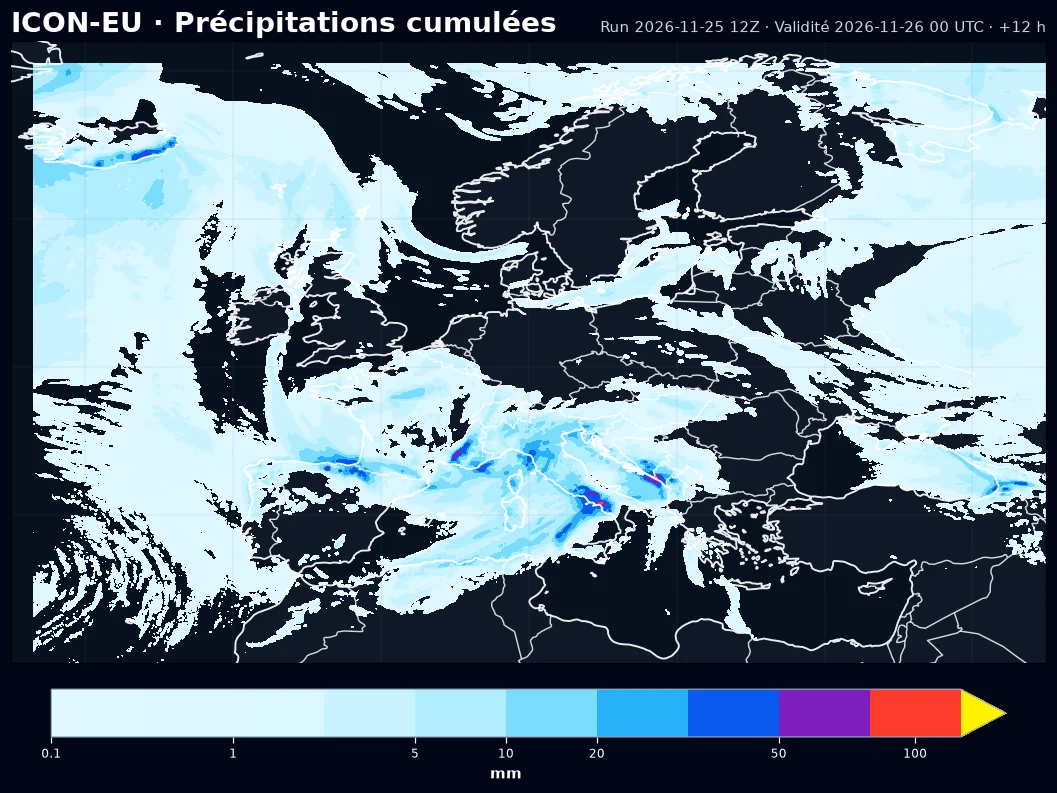 ICON-EU · Précipitations cumulées
Run 2026-11-25 12Z · Validité 2026-11-26 00 UTC · +12 h
0.1 1 5 10 20 50 100
mm